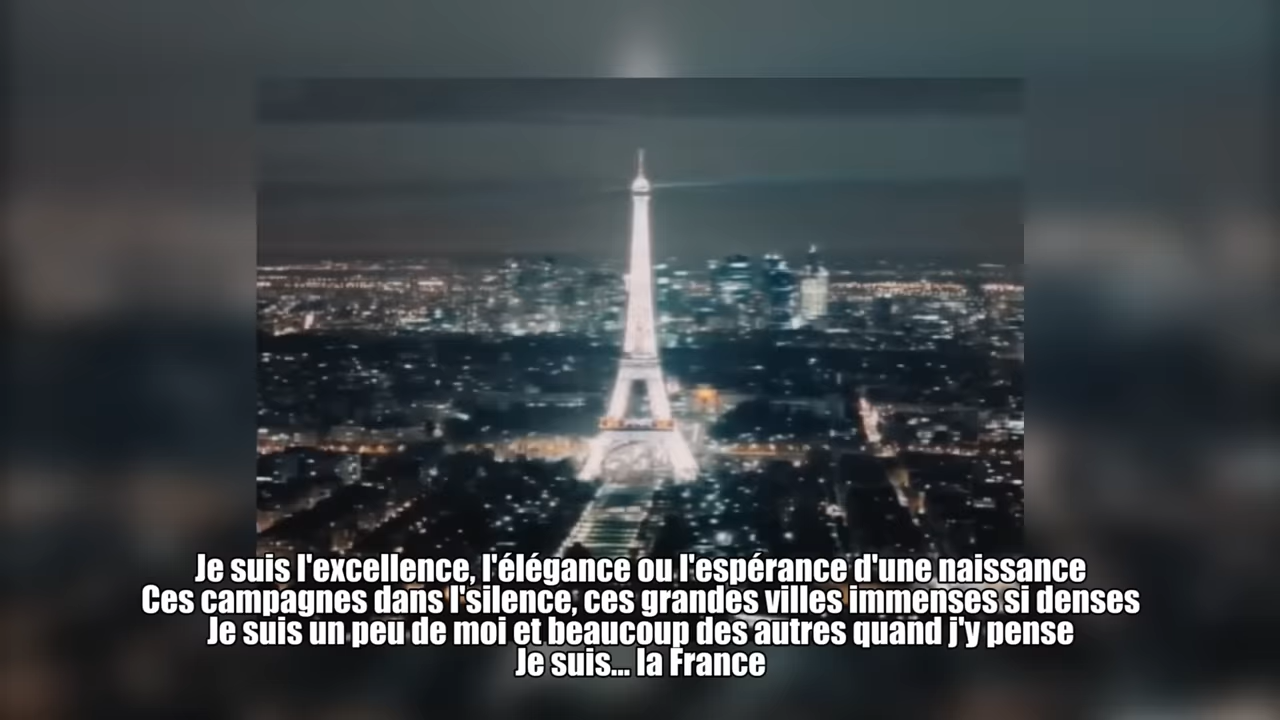 Je suis l'excellence, l'élégance ou l'espérance d'une naissance
Ces campagnes dans l'silence, ces grandes villes immenses si denses
Je suis un peu de moi et beaucoup des autres quand j'y pense
Je suis... la France